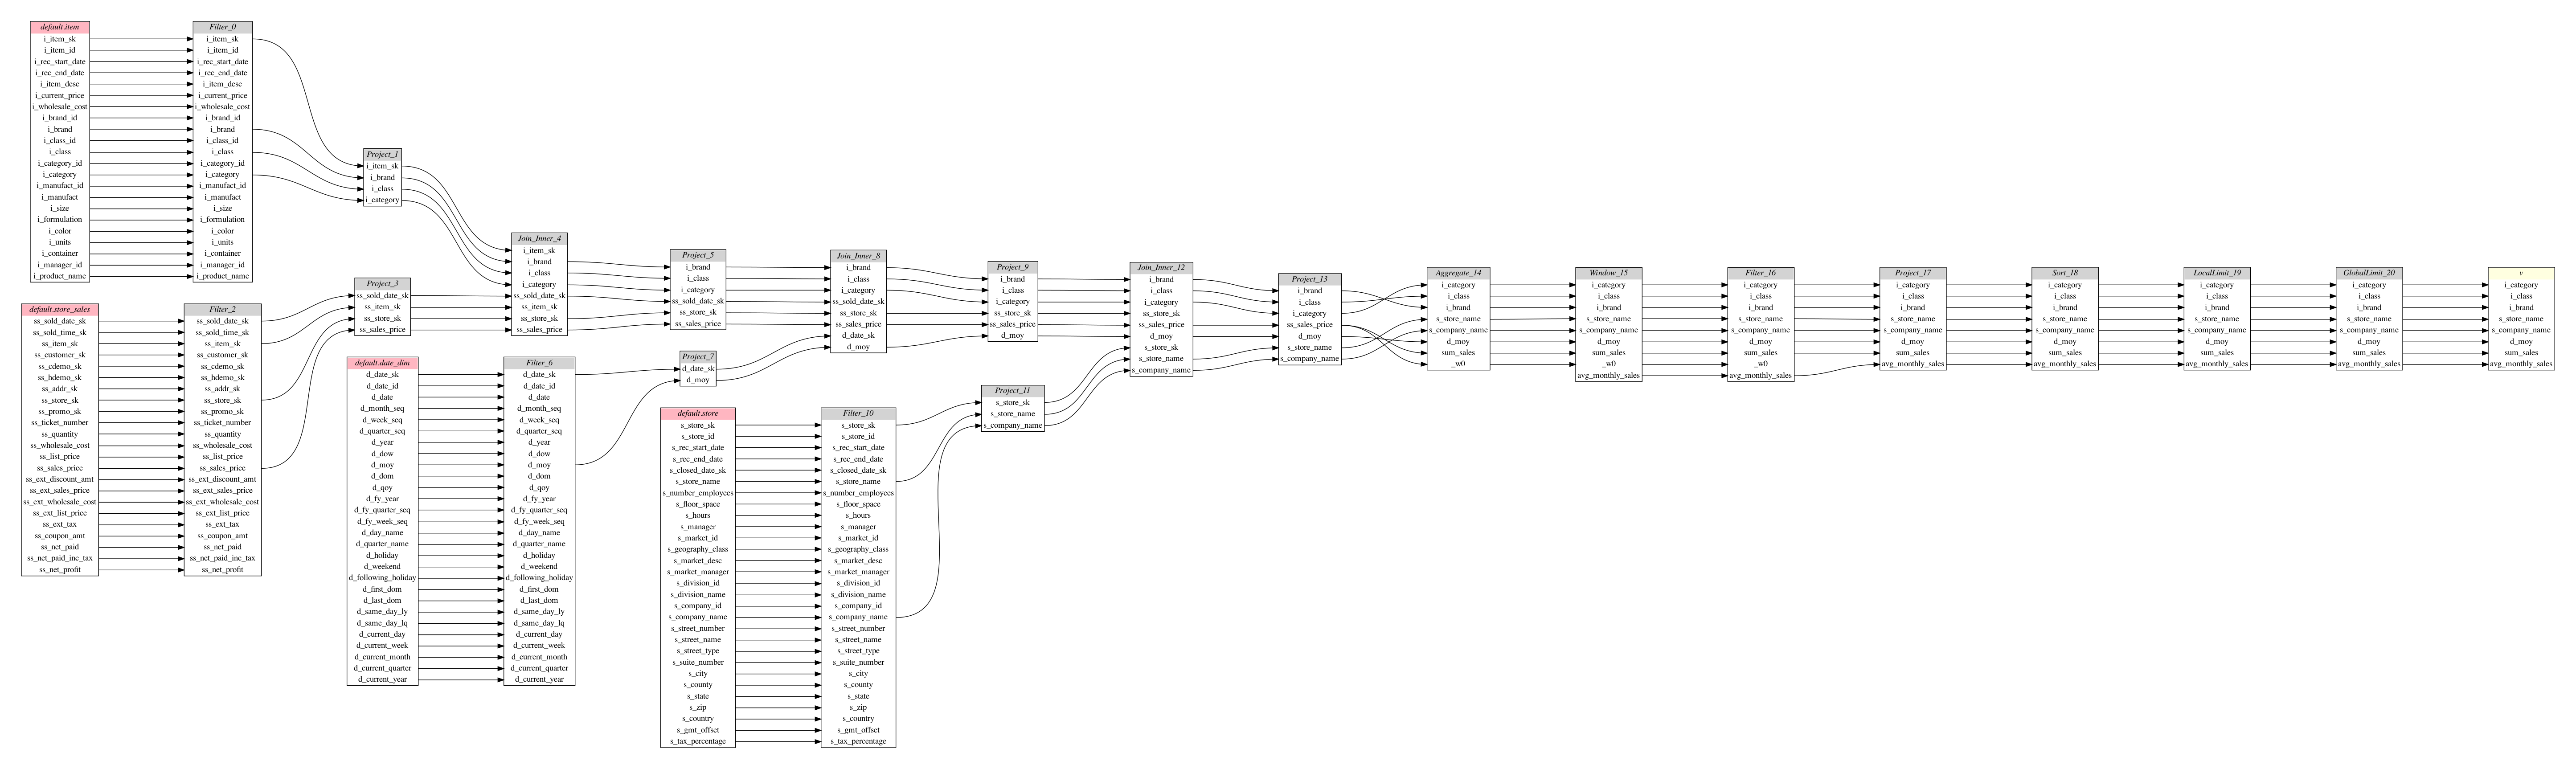 default.item
i_item_sk
i_item_id
i_rec_start_date
i_rec_end_date
i_item_desc
i_current_price
i_wholesale_cost
i_brand_id
i_brand
i_class_id
i_class
i_category_id
i_category
i_manufact_id
i_manufact
i_size
i_formulation
i_color
i_units
i_container
i_manager_id
i_product_name
Filter_0
i_item_sk
i_item_id
i_rec_start_date
i_rec_end_date
i_item_desc
i_current_price
i_wholesale_cost
i_brand_id
i_brand
i_class_id
i_class
i_category_id
i_category
i_manufact_id
i_manufact
i_size
i_formulation
i_color
i_units
i_container
i_manager_id
i_product_name
Project_1
i_item_sk
i_brand
i_class
i_category
default.store_sales
ss_sold_date_sk
ss_sold_time_sk
ss_item_sk
ss_customer_sk
ss_cdemo_sk
ss_hdemo_sk
ss_addr_sk
ss_store_sk
ss_promo_sk
ss_ticket_number
ss_quantity
ss_wholesale_cost
ss_list_price
ss_sales_price
ss_ext_discount_amt
ss_ext_sales_price
ss_ext_wholesale_cost
ss_ext_list_price
ss_ext_tax
ss_coupon_amt
ss_net_paid
ss_net_paid_inc_tax
ss_net_profit
Filter_2
ss_sold_date_sk
ss_sold_time_sk
ss_item_sk
ss_customer_sk
ss_cdemo_sk
ss_hdemo_sk
ss_addr_sk
ss_store_sk
ss_promo_sk
ss_ticket_number
ss_quantity
ss_wholesale_cost
ss_list_price
ss_sales_price
ss_ext_discount_amt
ss_ext_sales_price
ss_ext_wholesale_cost
ss_ext_list_price
ss_ext_tax
ss_coupon_amt
ss_net_paid
ss_net_paid_inc_tax
ss_net_profit
Project_3
ss_sold_date_sk
ss_item_sk
ss_store_sk
ss_sales_price
Join_Inner_4
i_item_sk
i_brand
i_class
i_category
ss_sold_date_sk
ss_item_sk
ss_store_sk
ss_sales_price
Project_5
i_brand
i_class
i_category
ss_sold_date_sk
ss_store_sk
ss_sales_price
default.date_dim
d_date_sk
d_date_id
d_date
d_month_seq
d_week_seq
d_quarter_seq
d_year
d_dow
d_moy
d_dom
d_qoy
d_fy_year
d_fy_quarter_seq
d_fy_week_seq
d_day_name
d_quarter_name
d_holiday
d_weekend
d_following_holiday
d_first_dom
d_last_dom
d_same_day_ly
d_same_day_lq
d_current_day
d_current_week
d_current_month
d_current_quarter
d_current_year
Filter_6
d_date_sk
d_date_id
d_date
d_month_seq
d_week_seq
d_quarter_seq
d_year
d_dow
d_moy
d_dom
d_qoy
d_fy_year
d_fy_quarter_seq
d_fy_week_seq
d_day_name
d_quarter_name
d_holiday
d_weekend
d_following_holiday
d_first_dom
d_last_dom
d_same_day_ly
d_same_day_lq
d_current_day
d_current_week
d_current_month
d_current_quarter
d_current_year
Project_7
d_date_sk
d_moy
Join_Inner_8
i_brand
i_class
i_category
ss_sold_date_sk
ss_store_sk
ss_sales_price
d_date_sk
d_moy
Project_9
i_brand
i_class
i_category
ss_store_sk
ss_sales_price
d_moy
default.store
s_store_sk
s_store_id
s_rec_start_date
s_rec_end_date
s_closed_date_sk
s_store_name
s_number_employees
s_floor_space
s_hours
s_manager
s_market_id
s_geography_class
s_market_desc
s_market_manager
s_division_id
s_division_name
s_company_id
s_company_name
s_street_number
s_street_name
s_street_type
s_suite_number
s_city
s_county
s_state
s_zip
s_country
s_gmt_offset
s_tax_percentage
Filter_10
s_store_sk
s_store_id
s_rec_start_date
s_rec_end_date
s_closed_date_sk
s_store_name
s_number_employees
s_floor_space
s_hours
s_manager
s_market_id
s_geography_class
s_market_desc
s_market_manager
s_division_id
s_division_name
s_company_id
s_company_name
s_street_number
s_street_name
s_street_type
s_suite_number
s_city
s_county
s_state
s_zip
s_country
s_gmt_offset
s_tax_percentage
Project_11
s_store_sk
s_store_name
s_company_name
Join_Inner_12
i_brand
i_class
i_category
ss_store_sk
ss_sales_price
d_moy
s_store_sk
s_store_name
s_company_name
Project_13
i_brand
i_class
i_category
ss_sales_price
d_moy
s_store_name
s_company_name
Aggregate_14
i_category
i_class
i_brand
s_store_name
s_company_name
d_moy
sum_sales
_w0
Window_15
i_category
i_class
i_brand
s_store_name
s_company_name
d_moy
sum_sales
_w0
avg_monthly_sales
Filter_16
i_category
i_class
i_brand
s_store_name
s_company_name
d_moy
sum_sales
_w0
avg_monthly_sales
Project_17
i_category
i_class
i_brand
s_store_name
s_company_name
d_moy
sum_sales
avg_monthly_sales
Sort_18
i_category
i_class
i_brand
s_store_name
s_company_name
d_moy
sum_sales
avg_monthly_sales
LocalLimit_19
i_category
i_class
i_brand
s_store_name
s_company_name
d_moy
sum_sales
avg_monthly_sales
GlobalLimit_20
i_category
i_class
i_brand
s_store_name
s_company_name
d_moy
sum_sales
avg_monthly_sales
v
i_category
i_class
i_brand
s_store_name
s_company_name
d_moy
sum_sales
avg_monthly_sales